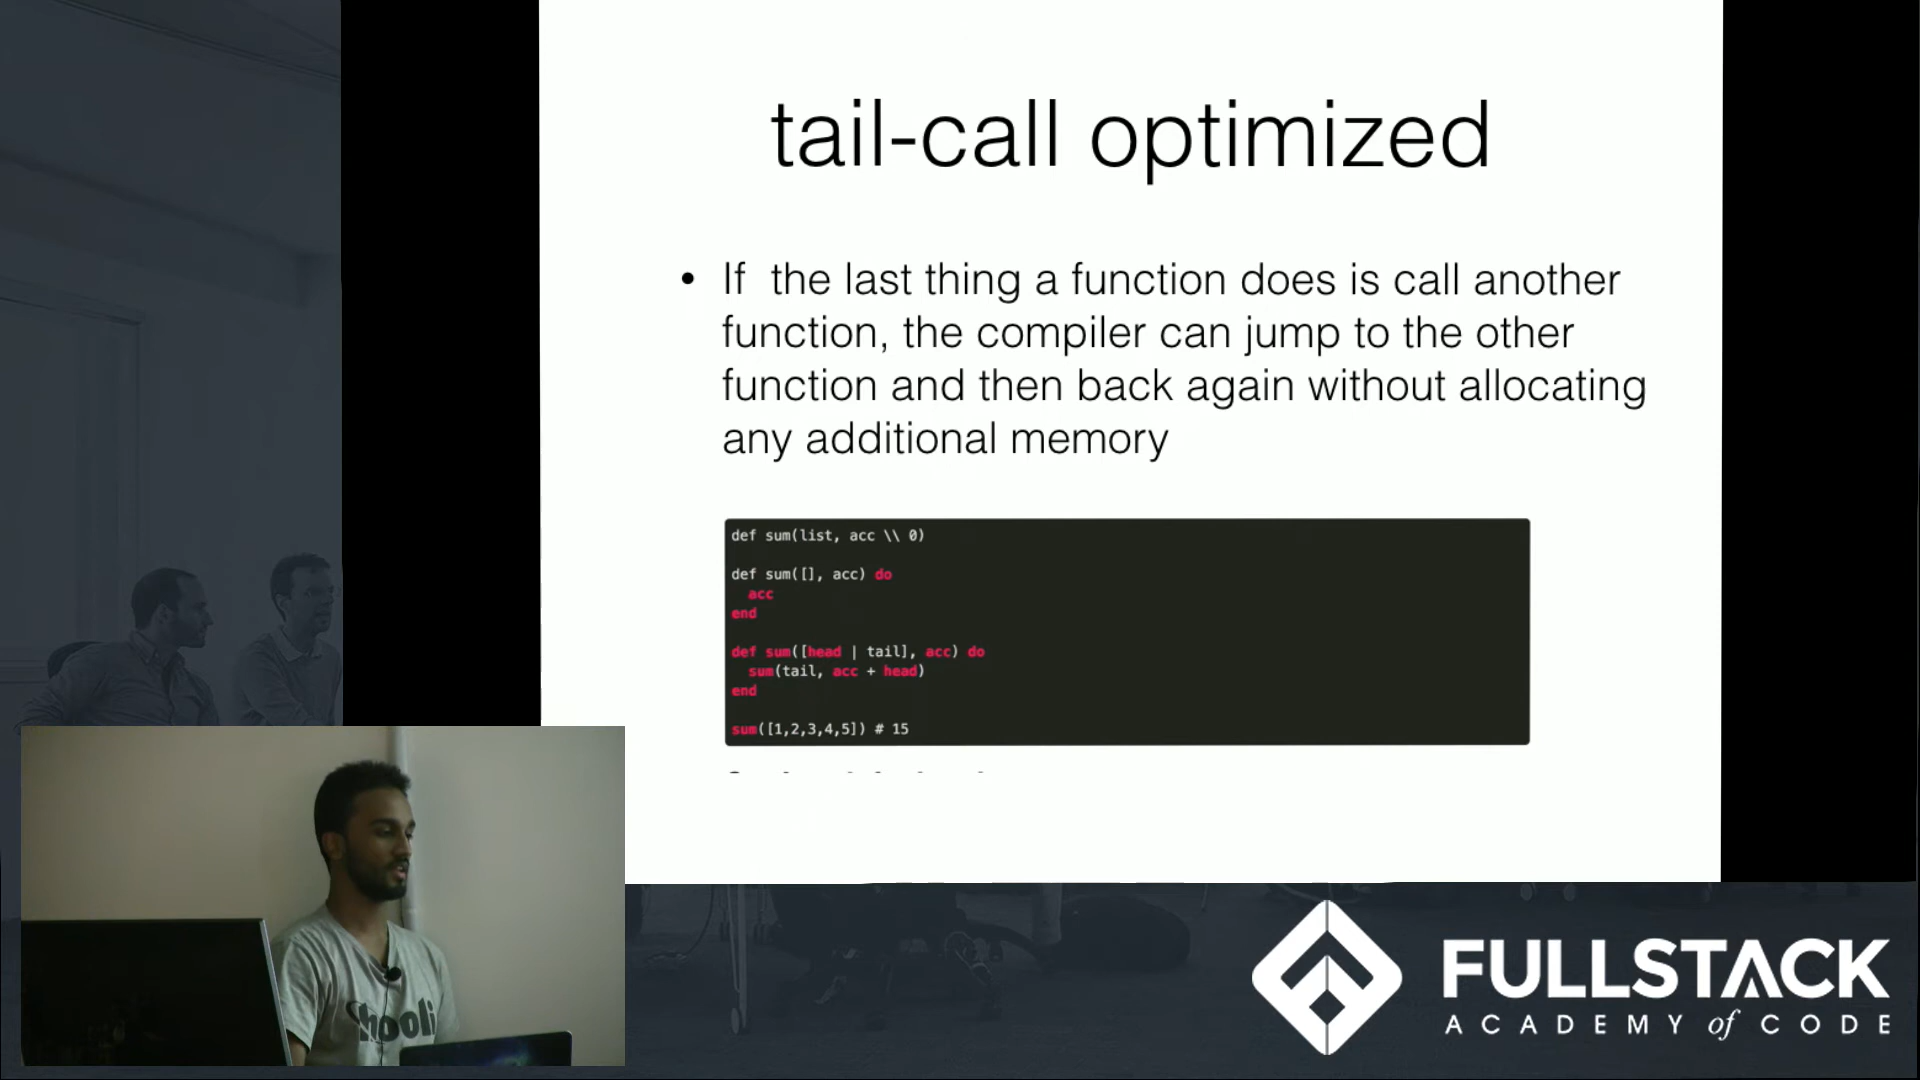 tail-call optimized
• If  the last thing a function does is call another
function, the compiler can jump to the other
function and then back again without allocating
any additional memory
def sum(list, acc \\ 0)
def sum([], acc) do
  acc
end
def sum([head | tail], acc) do
  sum(tail, acc + head)
end
sum([1,2,3,4,5]) # 15
hooli
FULLSTACK
ACADEMY of CODE